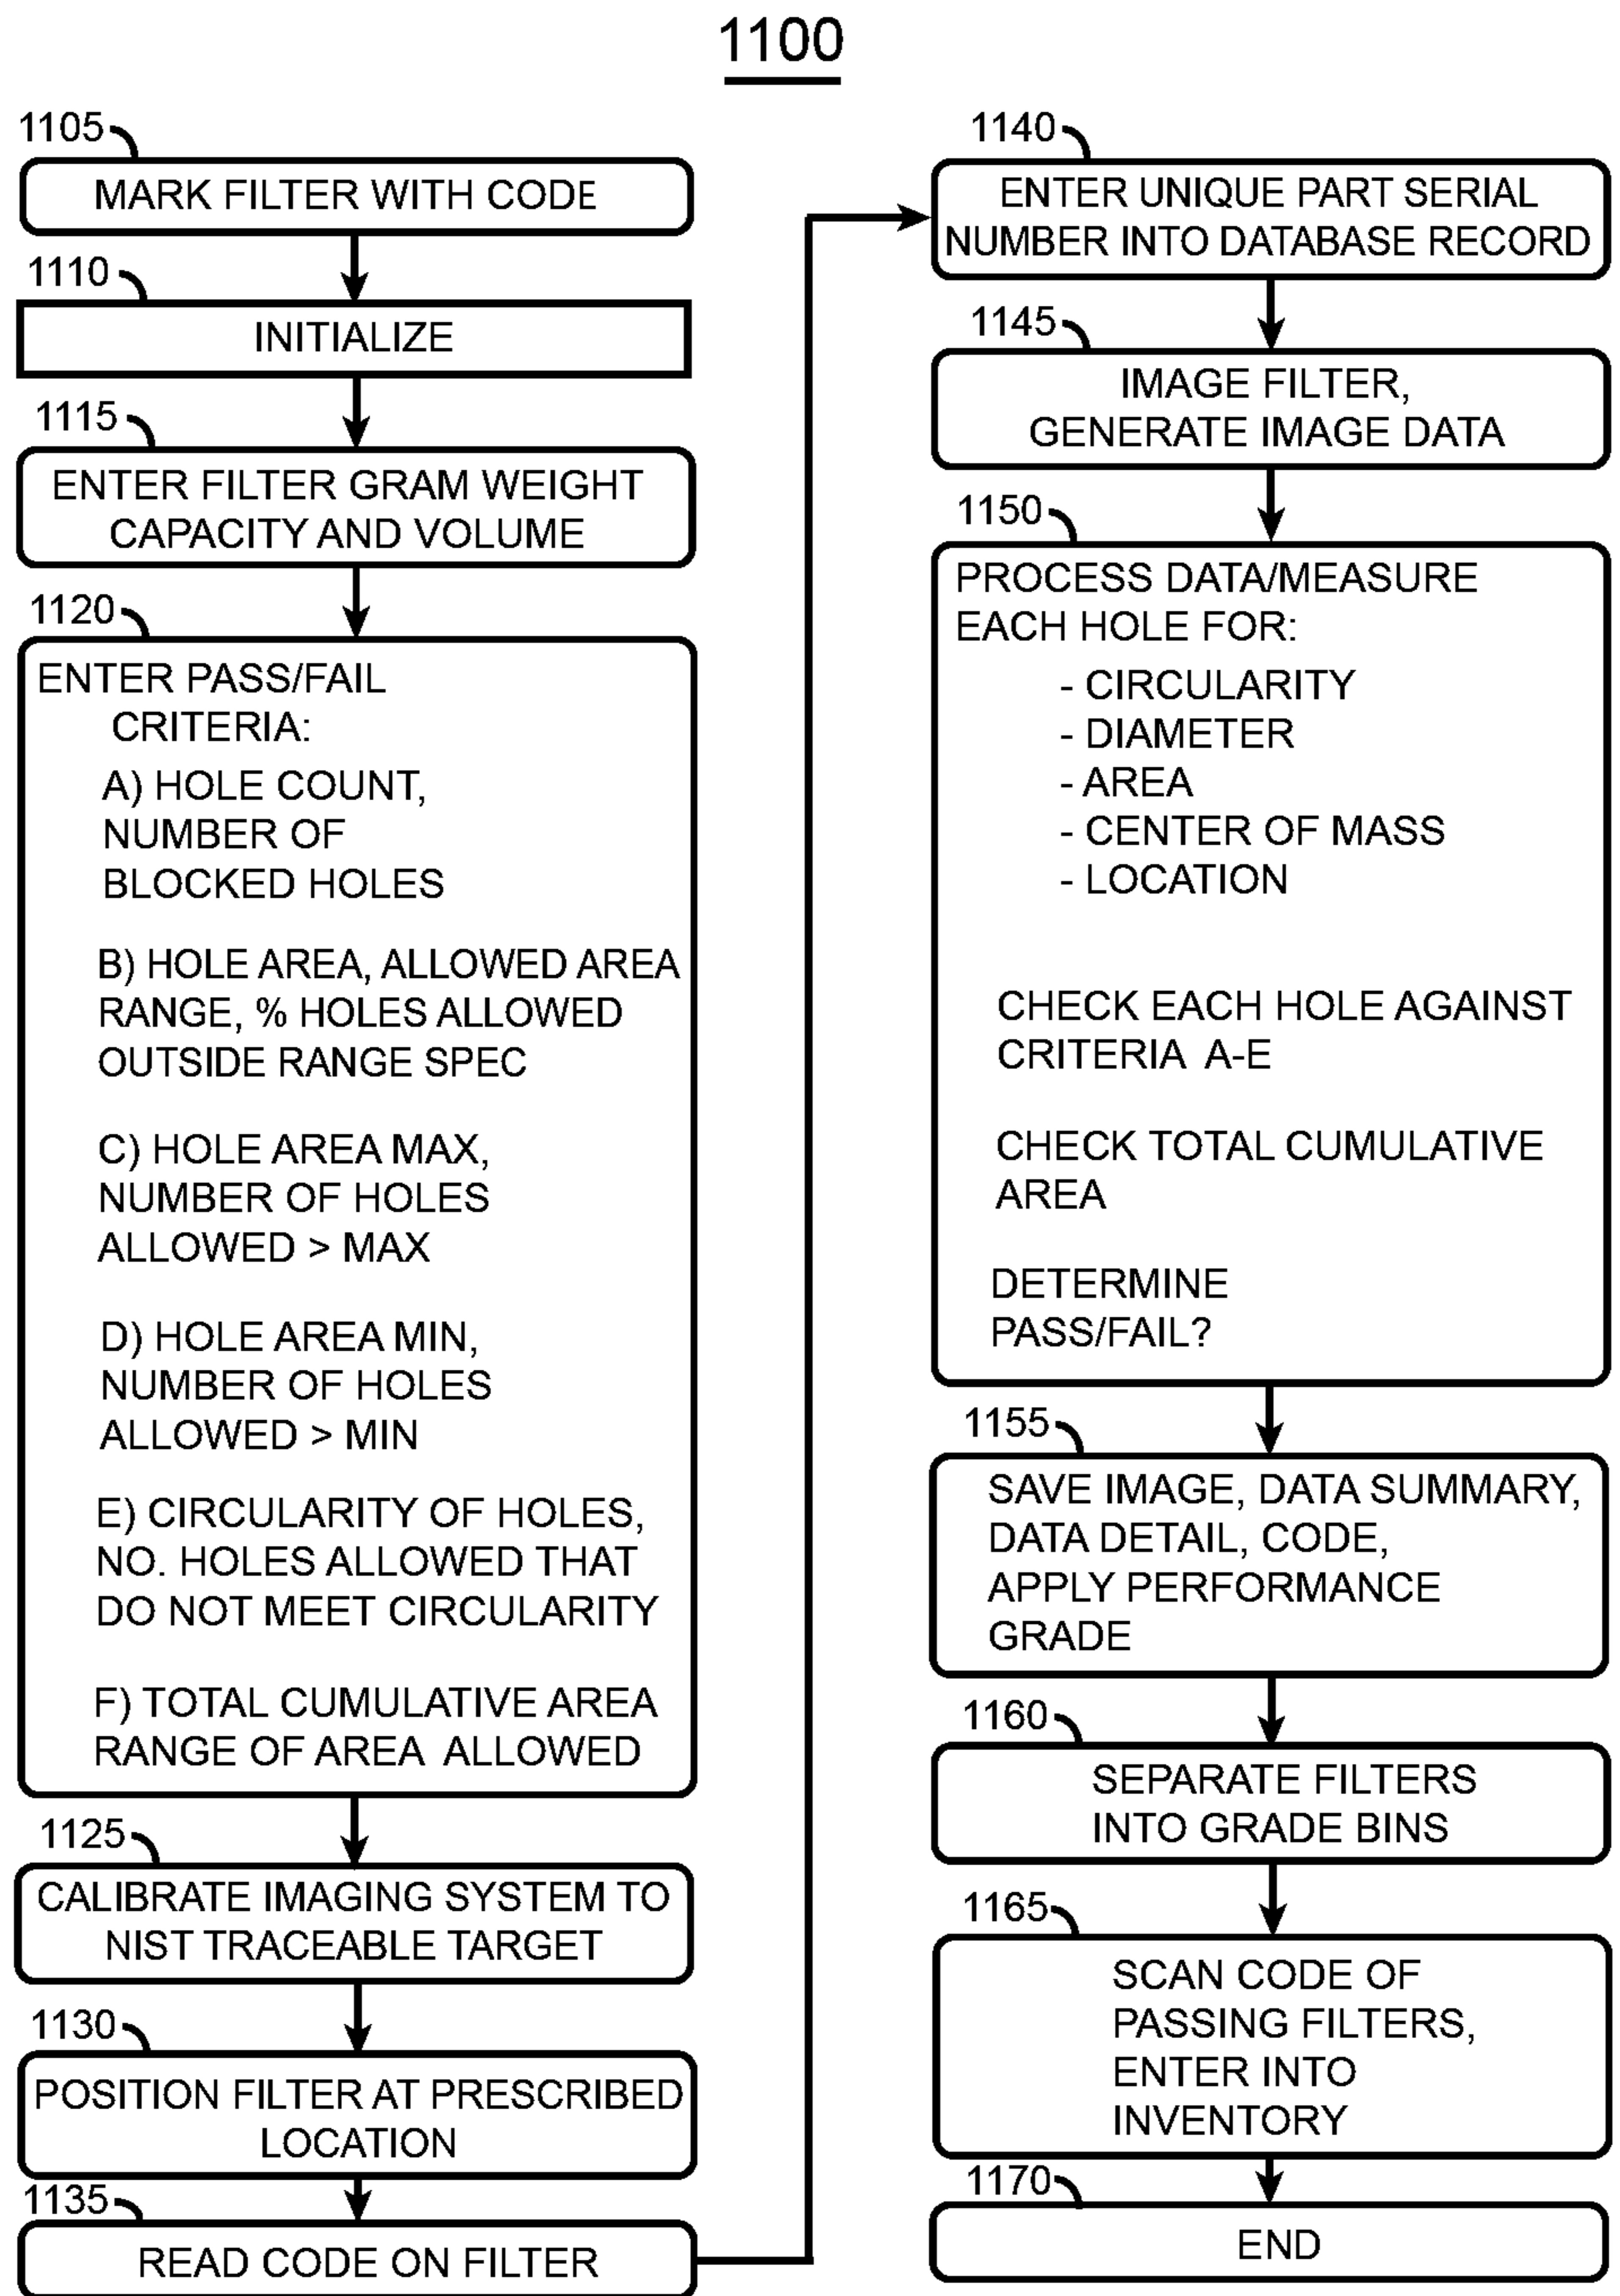 1100
1105
MARK FILTER WITH CODE
1110
INITIALIZE
1115
ENTER FILTER GRAM WEIGHT
CAPACITY AND VOLUME
1120
ENTER PASS/FAIL
CRITERIA:
A) HOLE COUNT,
NUMBER OF
BLOCKED HOLES
B) HOLE AREA, ALLOWED AREA
RANGE, % HOLES ALLOWED
OUTSIDE RANGE SPEC
C) HOLE AREA MAX,
NUMBER OF HOLES
ALLOWED > MAX
D) HOLE AREA MIN,
NUMBER OF HOLES
ALLOWED > MIN
E) CIRCULARITY OF HOLES,
NO. HOLES ALLOWED THAT
DO NOT MEET CIRCULARITY
F) TOTAL CUMULATIVE AREA
RANGE OF AREA ALLOWED
1125
CALIBRATE IMAGING SYSTEM TO
NIST TRACEABLE TARGET
1130
POSITION FILTER AT PRESCRIBED
LOCATION
1135
READ CODE ON FILTER
1140
ENTER UNIQUE PART SERIAL
NUMBER INTO DATABASE RECORD
1145
IMAGE FILTER,
GENERATE IMAGE DATA
1150
PROCESS DATA/MEASURE
EACH HOLE FOR:
- CIRCULARITY
- DIAMETER
- AREA
- CENTER OF MASS
- LOCATION
CHECK EACH HOLE AGAINST
CRITERIA A-E
CHECK TOTAL CUMULATIVE
AREA
DETERMINE
PASS/FAIL?
1155
SAVE IMAGE, DATA SUMMARY,
DATA DETAIL, CODE,
APPLY PERFORMANCE
GRADE
1160
SEPARATE FILTERS
INTO GRADE BINS
1165
SCAN CODE OF
PASSING FILTERS,
ENTER INTO
INVENTORY
1170
END